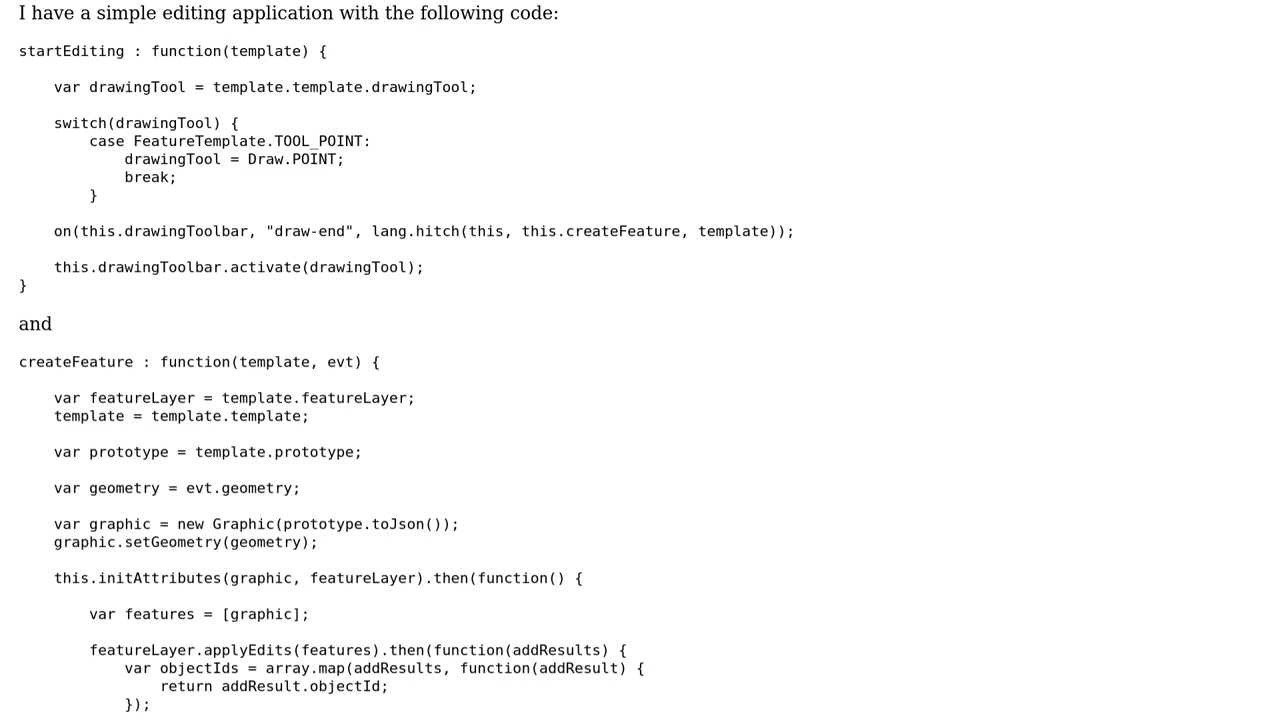 I have a simple editing application with the following code:
startEditing : function(template) {
    var drawingTool = template.template.drawingTool;
    switch(drawingTool) {
        case FeatureTemplate.TOOL_POINT:
            drawingTool = Draw.POINT;
            break;
        }
    on(this.drawingToolbar, "draw-end", lang.hitch(this, this.createFeature, template));
    this.drawingToolbar.activate(drawingTool);
}
and
createFeature : function(template, evt) {
    var featureLayer = template.featureLayer;
    template = template.template;
    var prototype = template.prototype;
    var geometry = evt.geometry;
    var graphic = new Graphic(prototype.toJson());
    graphic.setGeometry(geometry);
    this.initAttributes(graphic, featureLayer).then(function() {
        var features = [graphic];
        featureLayer.applyEdits(features).then(function(addResults) {
            var objectIds = array.map(addResults, function(addResult) {
                return addResult.objectId;
            });